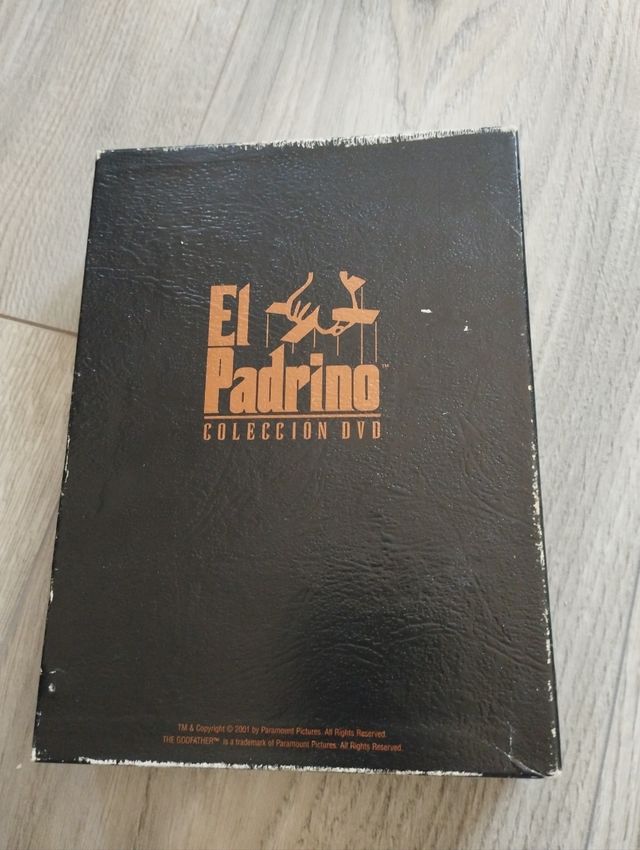 El
Padrino™
COLECCION DVD
TM & Copyright © 2001 by Paramount Pictures. All Rights Reserved.
THE GODFATHER™ is a trademark of Paramount Pictures. All Rights Reserved.